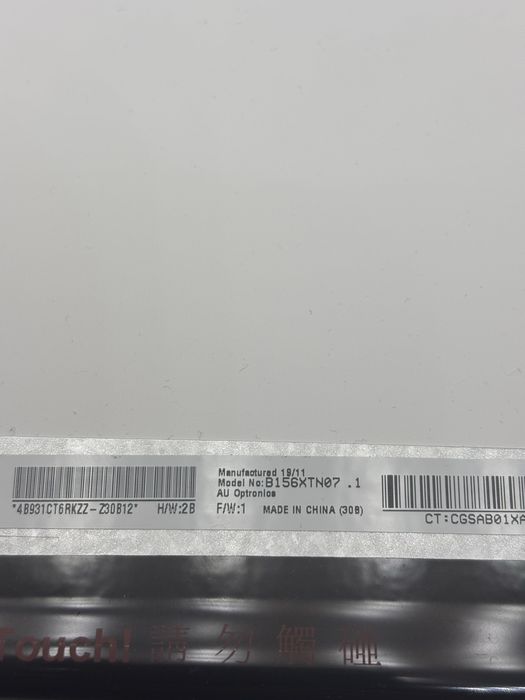 Manufactured 19/11
Model No:B156XTN07 .1
AU Optronics
*4B931CT6RKZZ-Z30B12* H/W:2B F/W:1 MADE IN CHINA (30B)
CT:CGSAB01XA
Touch! 請勿觸碰